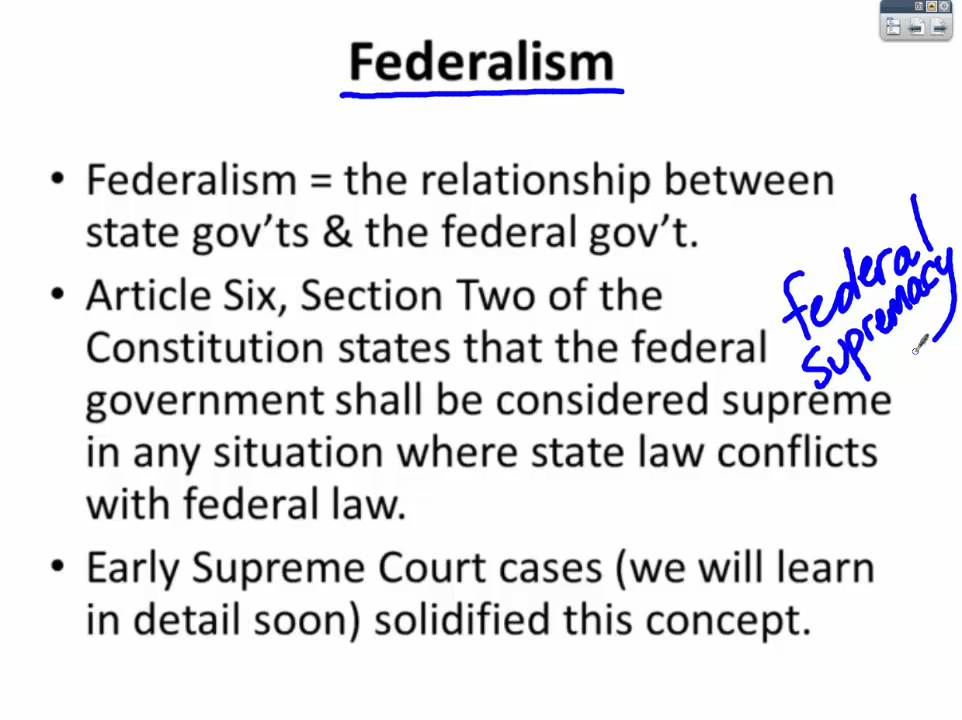 Federalism
• Federalism = the relationship between
state gov’ts & the federal gov’t.
• Article Six, Section Two of the
Constitution states that the federal
government shall be considered supreme
in any situation where state law conflicts
with federal law.
• Early Supreme Court cases (we will learn
in detail soon) solidified this concept.
federal
supremacy